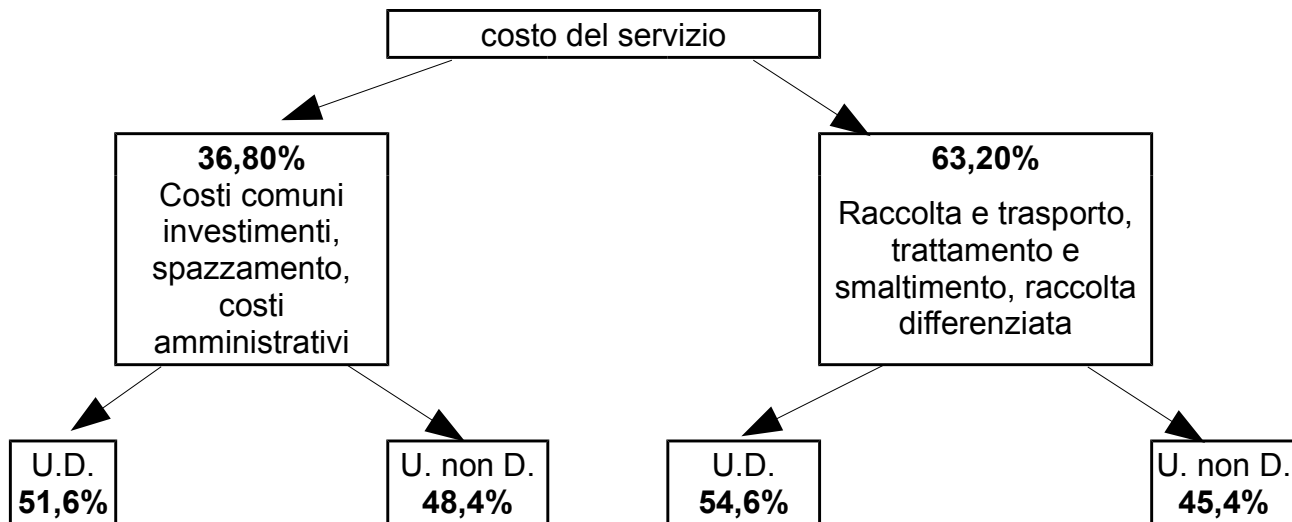 costo del servizio
36,80%
Costi comuni
investimenti,
spazzamento,
costi
amministrativi
63,20%
Raccolta e trasporto,
trattamento e
smaltimento, raccolta
differenziata
U.D.
51,6%
U. non D.
48,4%
U.D.
54,6%
U. non D.
45,4%